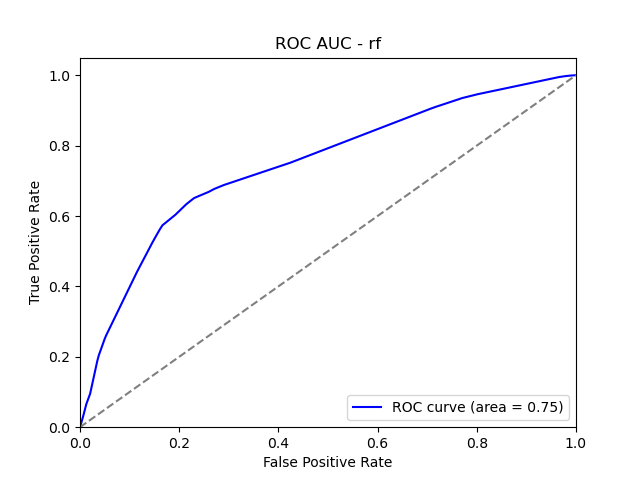 ROC AUC - rf
1.0
0.8
0.6
0.4
0.2
0.0
True Positive Rate
ROC curve (area = 0.75)
0.0 0.2 0.4 0.6 0.8 1.0
False Positive Rate